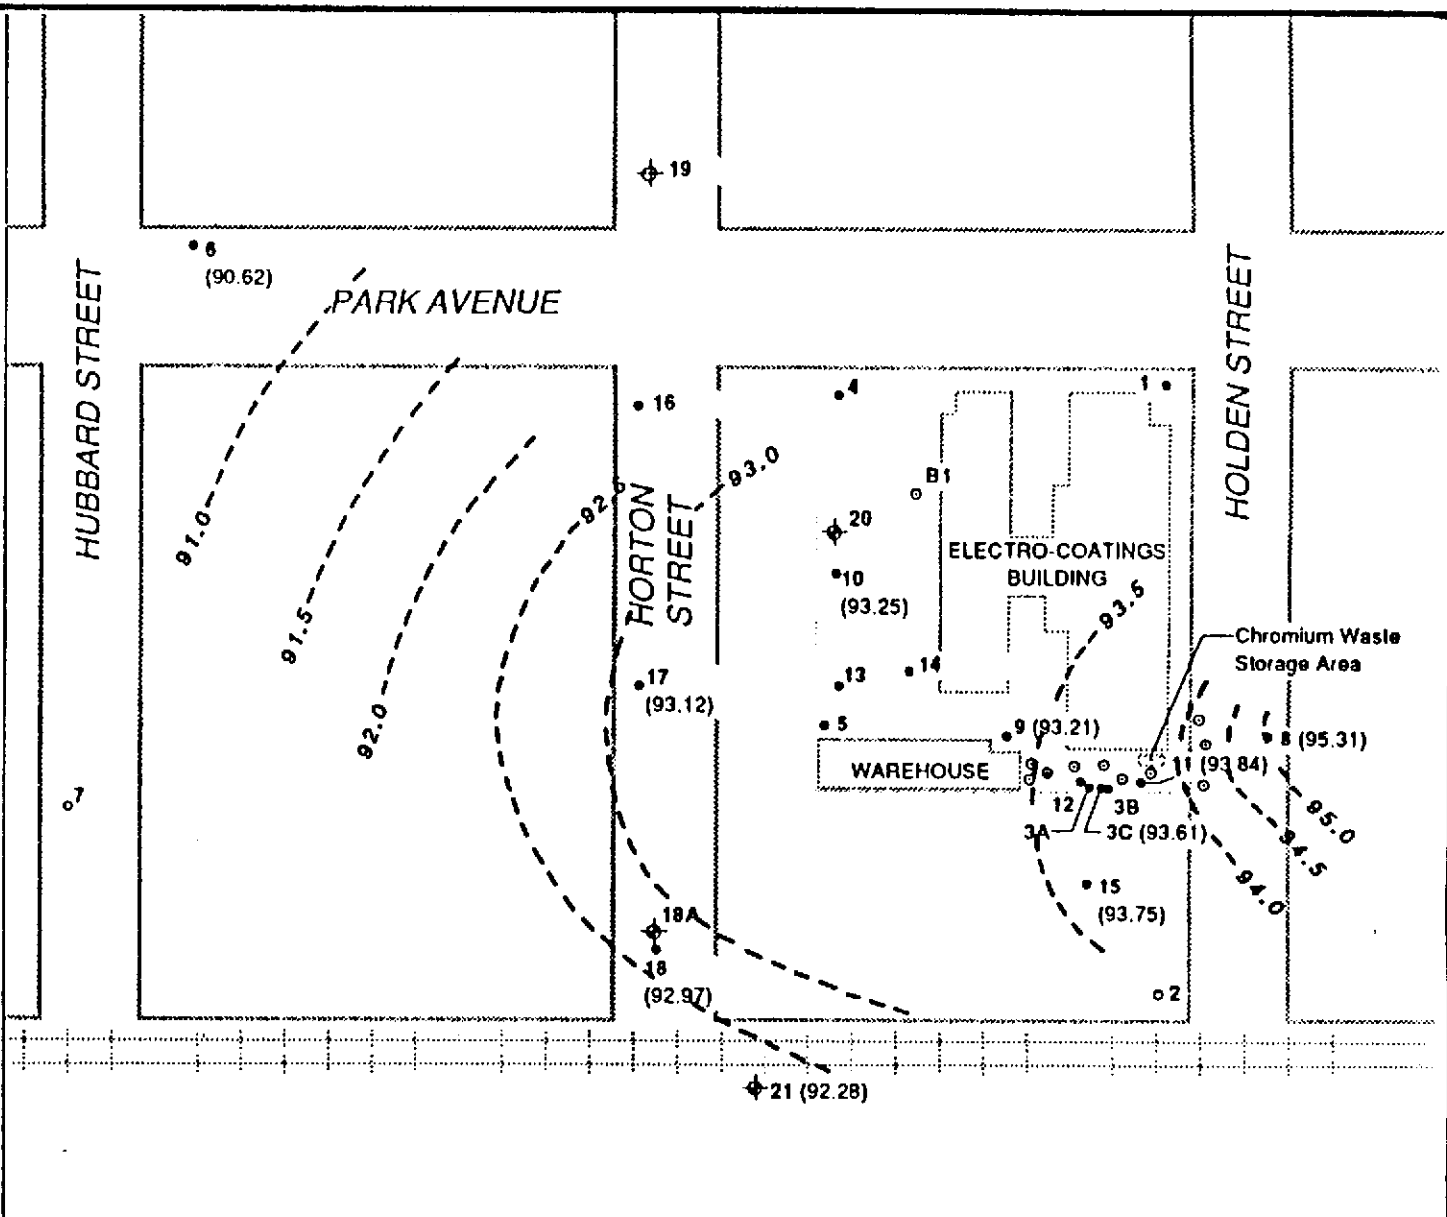 19
6
(90.62)
PARK AVENUE
HUBBARD STREET
HOLDEN STREET
16
4
1
93.0
B1
92
HORTON
STREET
20
91.0
ELECTRO-COATINGS
BUILDING
10
(93.25)
93.5
91.5
Chromium Waste
Storage Area
17
(93.12)
13
14
92.0
5
9 (93.21)
8 (95.31)
WAREHOUSE
11 (93.84)
7
12
3B
95.0
3A
3C (93.61)
94.5
94.0
15
(93.75)
18A
18
(92.97)
2
21 (92.28)